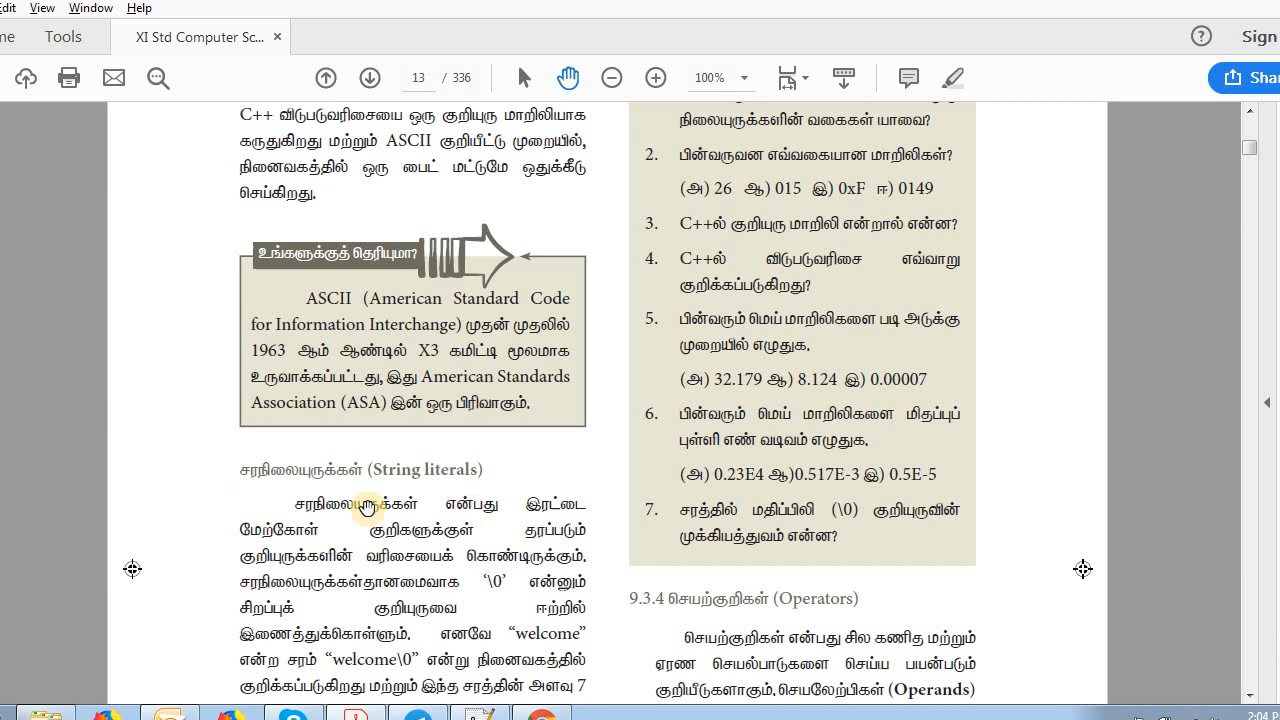 Edit View Window Help
me Tools XI Std Computer Sc... × Sign
13 / 336 100% Shar
C++ விடுபடுவரிசையை ஒரு குறியுரு மாறிலியாக
கருதுகிறது மற்றும் ASCII குறியீட்டு முறையில்,
நினைவகத்தில் ஒரு பைட் மட்டுமே ஒதுக்கீடு
செய்கிறது.
உங்களுக்குத் தெரியுமா?
ASCII (American Standard Code
for Information Interchange) முதன் முதலில்
1963 ஆம் ஆண்டில் X3 கமிட்டி மூலமாக
உருவாக்கப்பட்டது, இது American Standards
Association (ASA) இன் ஒரு பிரிவாகும்.
சரநிலையுருக்கள் (String literals)
சரநிலையுருக்கள் என்பது இரட்டை
மேற்கோள் குறிகளுக்குள் தரப்படும்
குறியுருக்களின் வரிசையைக் கொண்டிருக்கும்.
சரநிலையுருக்கள்தானமைவாக ‘\0’ என்னும்
சிறப்புக் குறியுருவை ஈற்றில்
இணைத்துக்கொள்ளும். எனவே “welcome”
என்ற சரம் “welcome\0” என்று நினைவகத்தில்
குறிக்கப்படுகிறது மற்றும் இந்த சரத்தின் அளவு 7
நிலையுருக்களின் வகைகள் யாவை?
2. பின்வருவன எவ்வகையான மாறிலிகள்?
(அ) 26 ஆ) 015 இ) 0xF ஈ) 0149
3. C++ல் குறியுரு மாறிலி என்றால் என்ன?
4. C++ல் விடுபடுவரிசை எவ்வாறு
குறிக்கப்படுகிறது?
5. பின்வரும் மெய் மாறிலிகளை படி அடுக்கு
முறையில் எழுதுக.
(அ) 32.179 ஆ) 8.124 இ) 0.00007
6. பின்வரும் மெய் மாறிலிகளை மிதப்புப்
புள்ளி எண் வடிவம் எழுதுக.
(அ) 0.23E4 ஆ)0.517E-3 இ) 0.5E-5
7. சரத்தில் மதிப்பிலி (\0) குறியுருவின்
முக்கியத்துவம் என்ன?
9.3.4 செயற்குறிகள் (Operators)
செயற்குறிகள் என்பது சில கணித மற்றும்
ஏரண செயல்பாடுகளை செய்ய பயன்படும்
குறியீடுகளாகும். செயலேற்பிகள் (Operands)
2:04 P